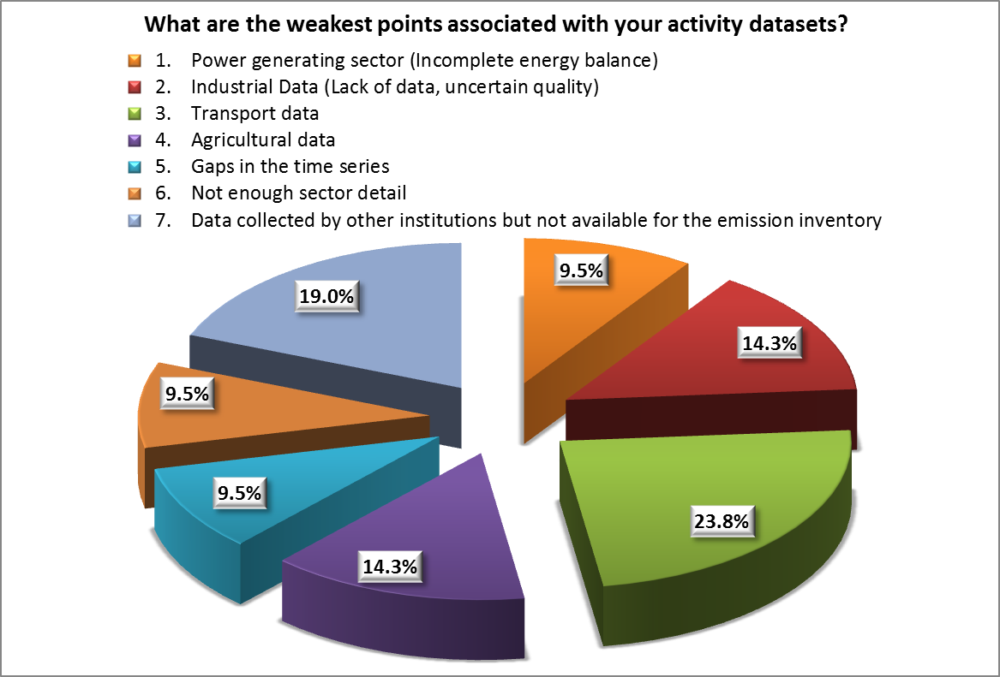 What are the weakest points associated with your activity datasets?
1. Power generating sector (Incomplete energy balance)
2. Industrial Data (Lack of data, uncertain quality)
3. Transport data
4. Agricultural data
5. Gaps in the time series
6. Not enough sector detail
7. Data collected by other institutions but not available for the emission inventory
9.5%
19.0%
14.3%
9.5%
9.5%
23.8%
14.3%